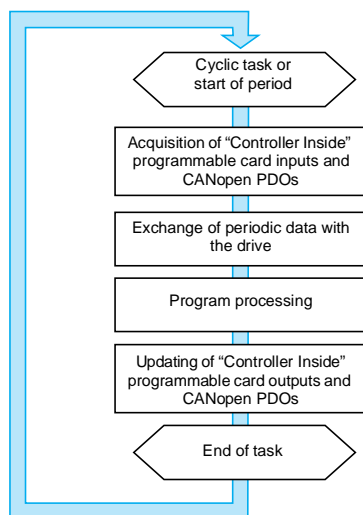 Cyclic task or
start of period
Acquisition of “Controller Inside”
programmable card inputs and
CANopen PDOs
Exchange of periodic data with
the drive
Program processing
Updating of “Controller Inside”
programmable card outputs and
CANopen PDOs
End of task